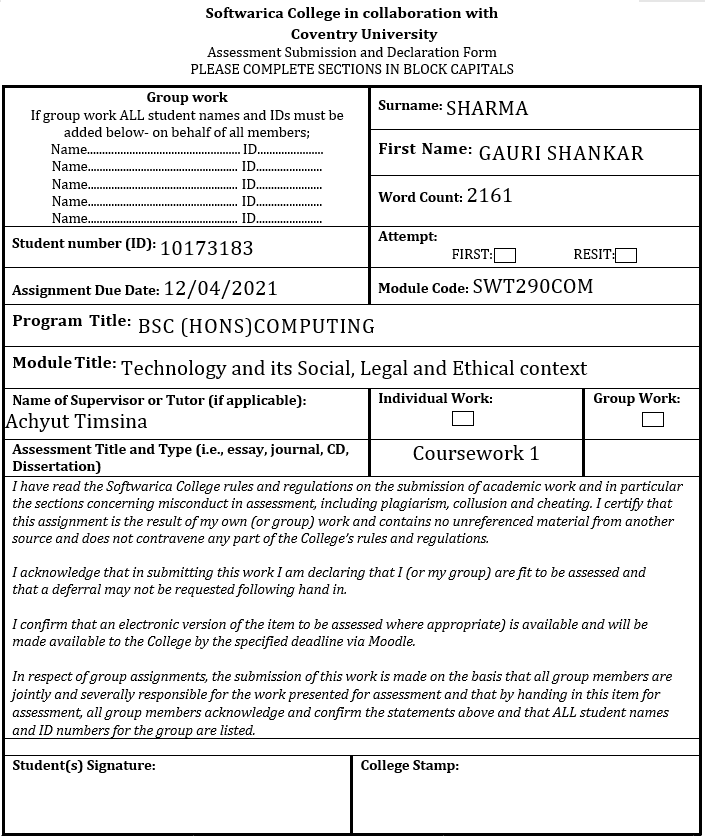 Softwarica College in collaboration with
Coventry University
Assessment Submission and Declaration Form
PLEASE COMPLETE SECTIONS IN BLOCK CAPITALS
Group work
If group work ALL student names and IDs must be
added below- on behalf of all members;
Name................................................... ID......................
Name.................................................. ID......................
Name.................................................. ID......................
Name.................................................. ID......................
Name.................................................. ID......................
Surname: SHARMA
First Name: GAURI SHANKAR
Word Count: 2161
Student number (ID): 10173183
Attempt:
FIRST: RESIT:
Assignment Due Date: 12/04/2021
Module Code: SWT290COM
Program Title: BSC (HONS)COMPUTING
Module Title: Technology and its Social, Legal and Ethical context
Name of Supervisor or Tutor (if applicable):
Achyut Timsina
Individual Work:
Group Work:
Assessment Title and Type (i.e., essay, journal, CD,
Dissertation)
Coursework 1
I have read the Softwarica College rules and regulations on the submission of academic work and in particular
the sections concerning misconduct in assessment, including plagiarism, collusion and cheating. I certify that
this assignment is the result of my own (or group) work and contains no unreferenced material from another
source and does not contravene any part of the College's rules and regulations.
I acknowledge that in submitting this work I am declaring that I (or my group) are fit to be assessed and
that a deferral may not be requested following hand in.
I confirm that an electronic version of the item to be assessed where appropriate) is available and will be
made available to the College by the specified deadline via Moodle.
In respect of group assignments, the submission of this work is made on the basis that all group members are
jointly and severally responsible for the work presented for assessment and that by handing in this item for
assessment, all group members acknowledge and confirm the statements above and that ALL student names
and ID numbers for the group are listed.
Student(s) Signature:
College Stamp: